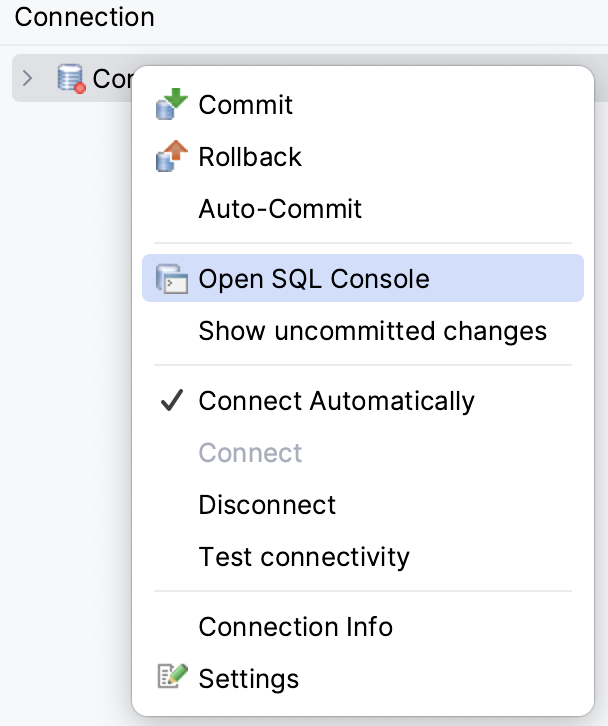 Connection
Commit
Rollback
Auto-Commit
Open SQL Console
Show uncommitted changes
Connect Automatically
Connect
Disconnect
Test connectivity
Connection Info
Settings